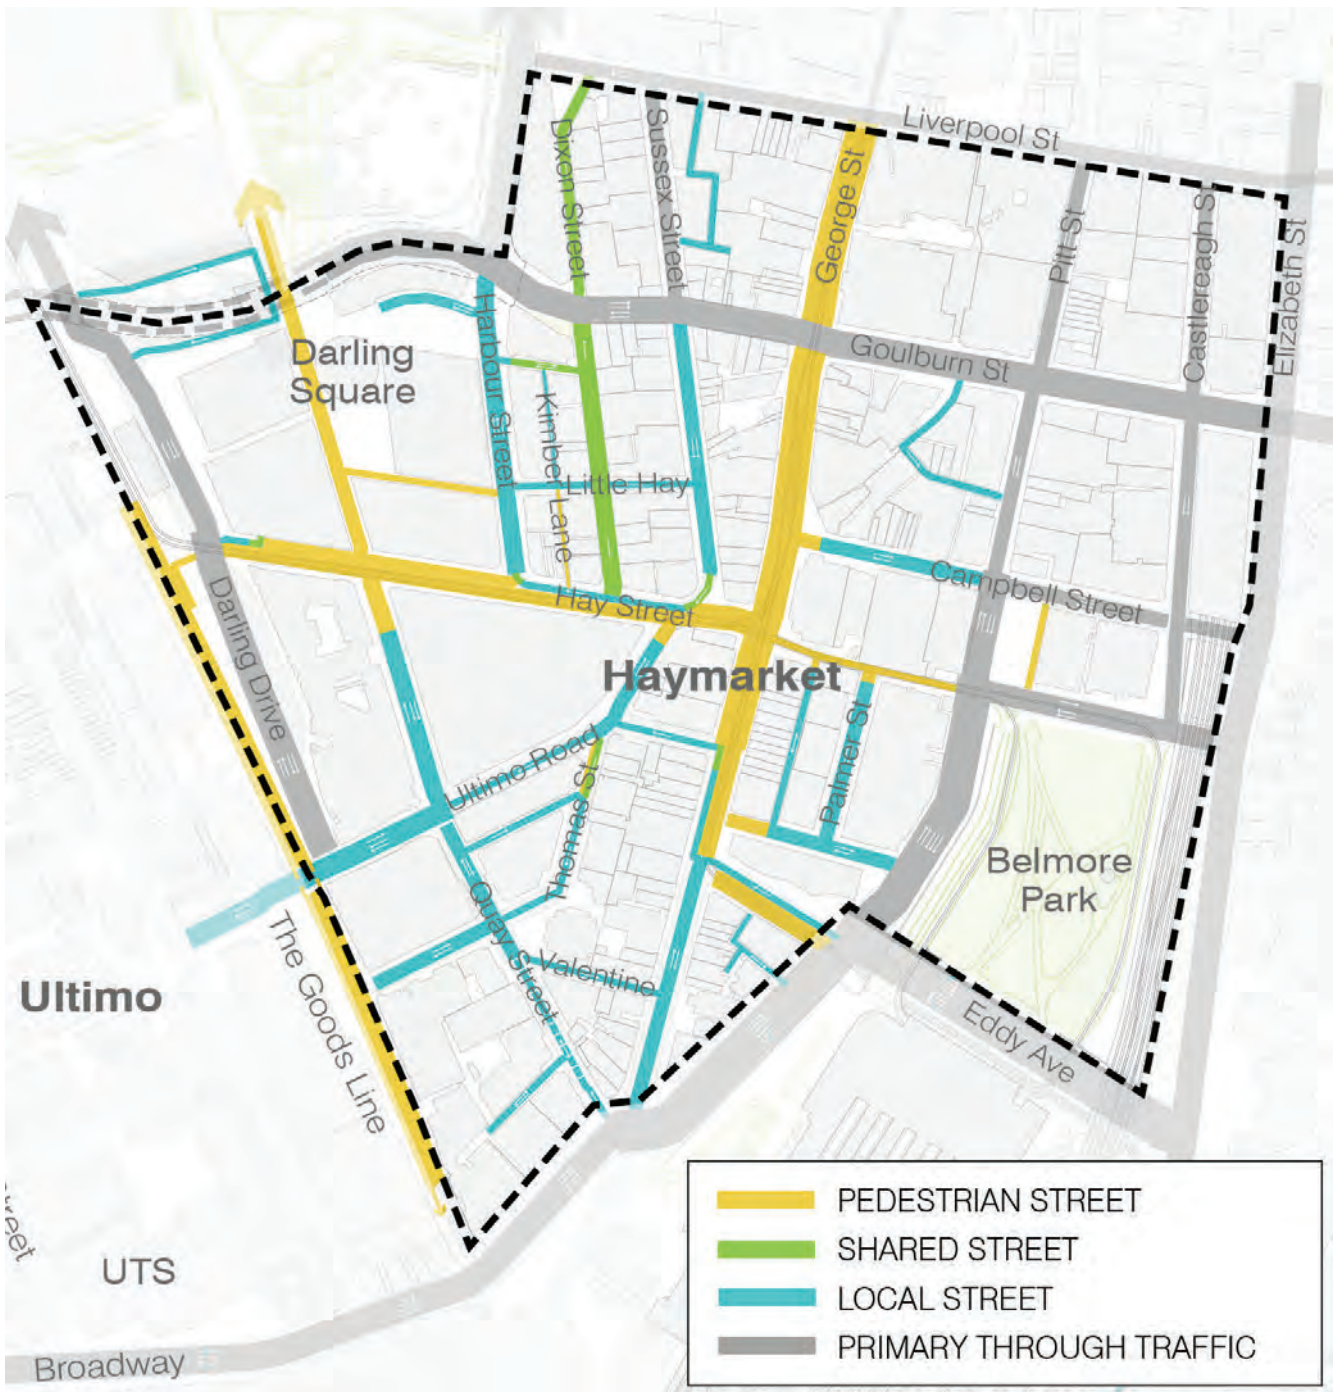 Liverpool St
Dixon Street
Sussex Street
George St
Pitt St
Castlereagh St
Elizabeth St
Darling
Square
Harbour Street
Goulburn St
Kimber Lane
Little Hay
Campbell Street
Hay Street
Darling Drive
Haymarket
Ultimo Road
Thomas St
Palmer St
Belmore
Park
Quay Street
Valentine
The Goods Line
Ultimo
Eddy Ave
treet
UTS
Broadway
PEDESTRIAN STREET
SHARED STREET
LOCAL STREET
PRIMARY THROUGH TRAFFIC